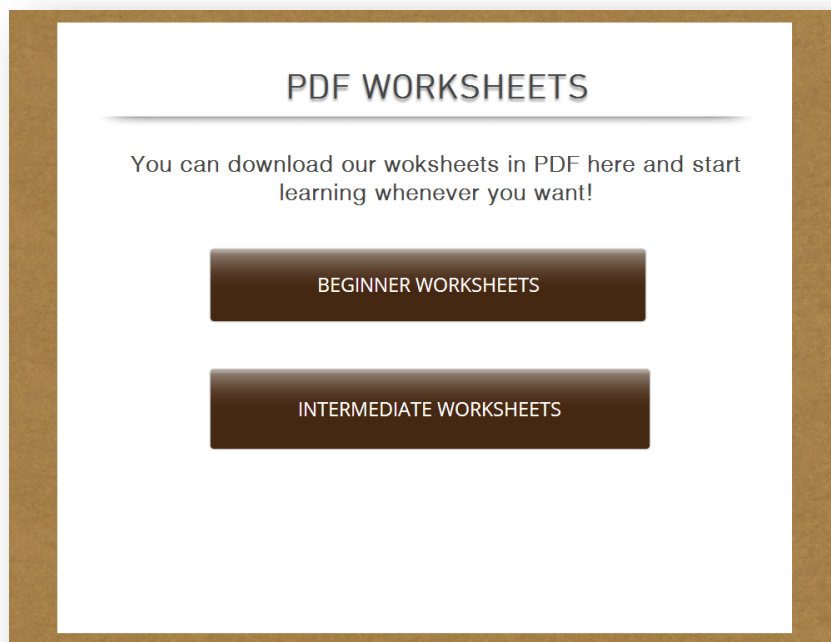 PDF WORKSHEETS
You can download our woksheets in PDF here and start
learning whenever you want!
BEGINNER WORKSHEETS
INTERMEDIATE WORKSHEETS